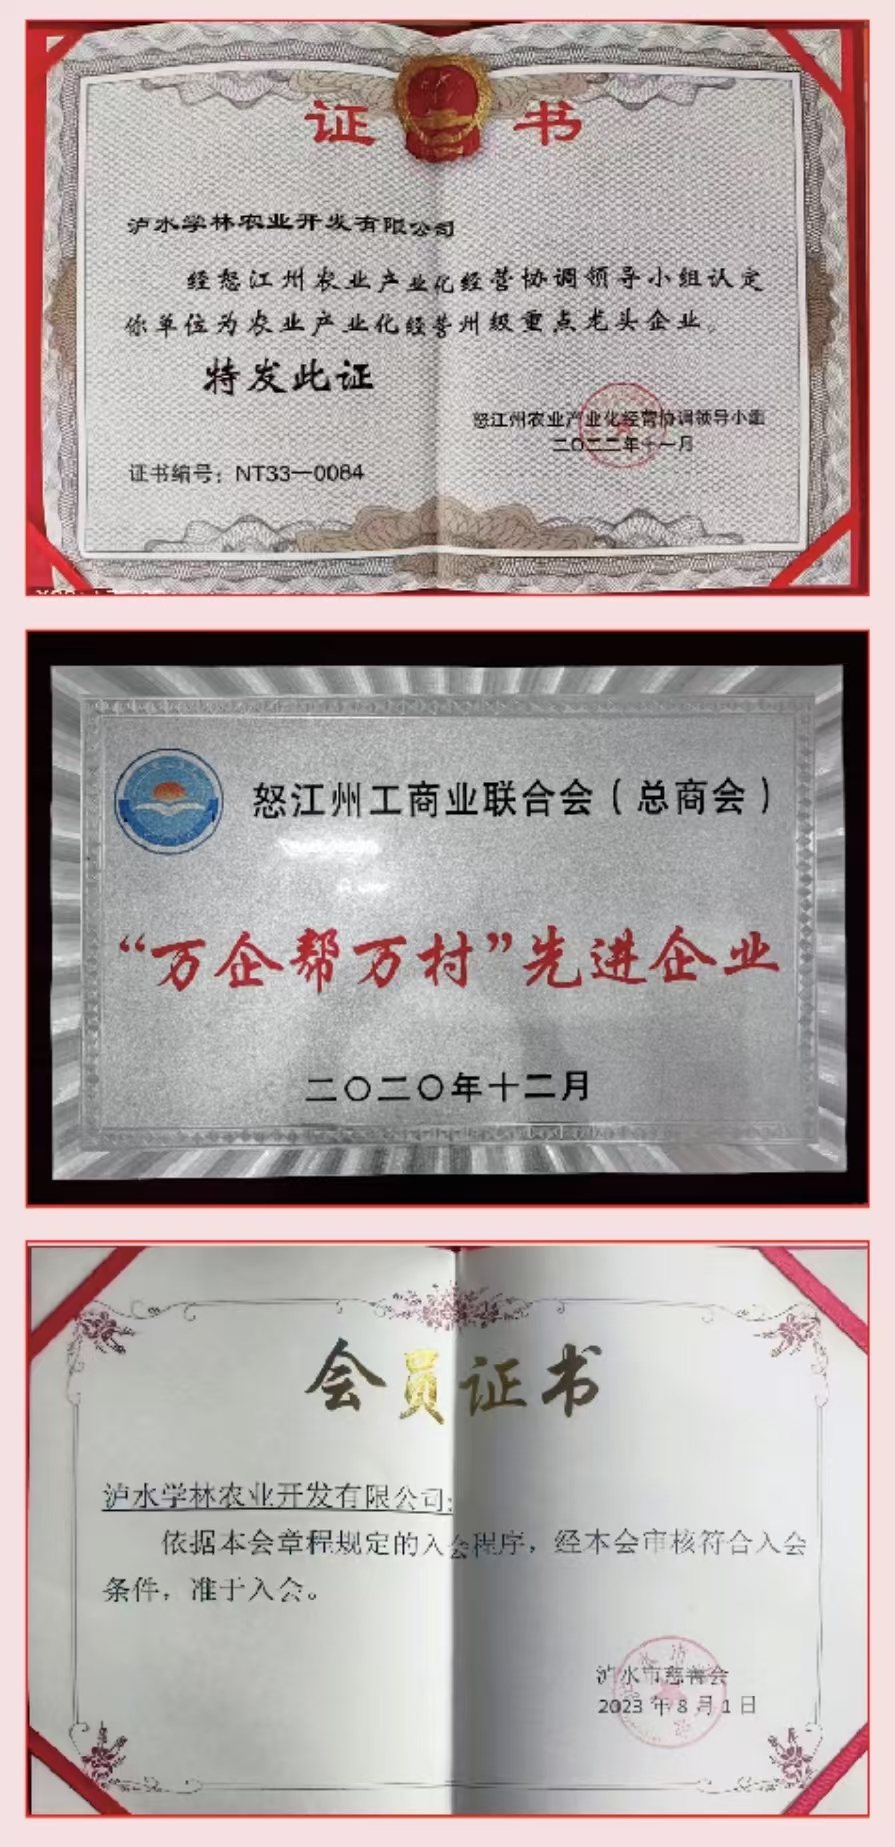 证书
泸水学林农业开发有限公司
经怒江州农业产业化经营协调领导小组认定
你单位为农业产业化经营州级重点龙头企业。
特发此证
怒江州农业产业化经营协调领导小组
二〇二二年十一月
证书编号：NT33—0084
怒江州工商业联合会（总商会）
“万企帮万村”先进企业
二〇二〇年十二月
会员证书
泸水学林农业开发有限公司：
依据本会章程规定的入会程序，经本会审核符合入会
条件，准于入会。
泸水市慈善会
2023年8月1日